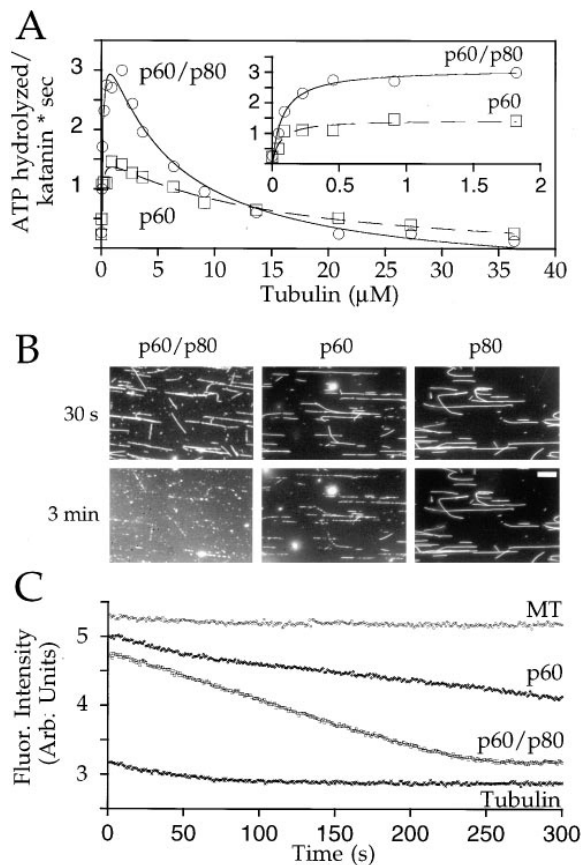 A
ATP hydrolyzed/
katanin * sec
3
2
1
p60/p80
p60
0 5 10 15 20 25 30 35 40
Tubulin (μM)
3
2
1
p60/p80
p60
0 0.5 1 1.5 2
B
p60/p80 p60 p80
30 s
3 min
C
Fluor. Intensity
(Arb: Units)
5
4
3
MT
p60
p60/p80
Tubulin
0 50 100 150 200 250 300
Time (s)